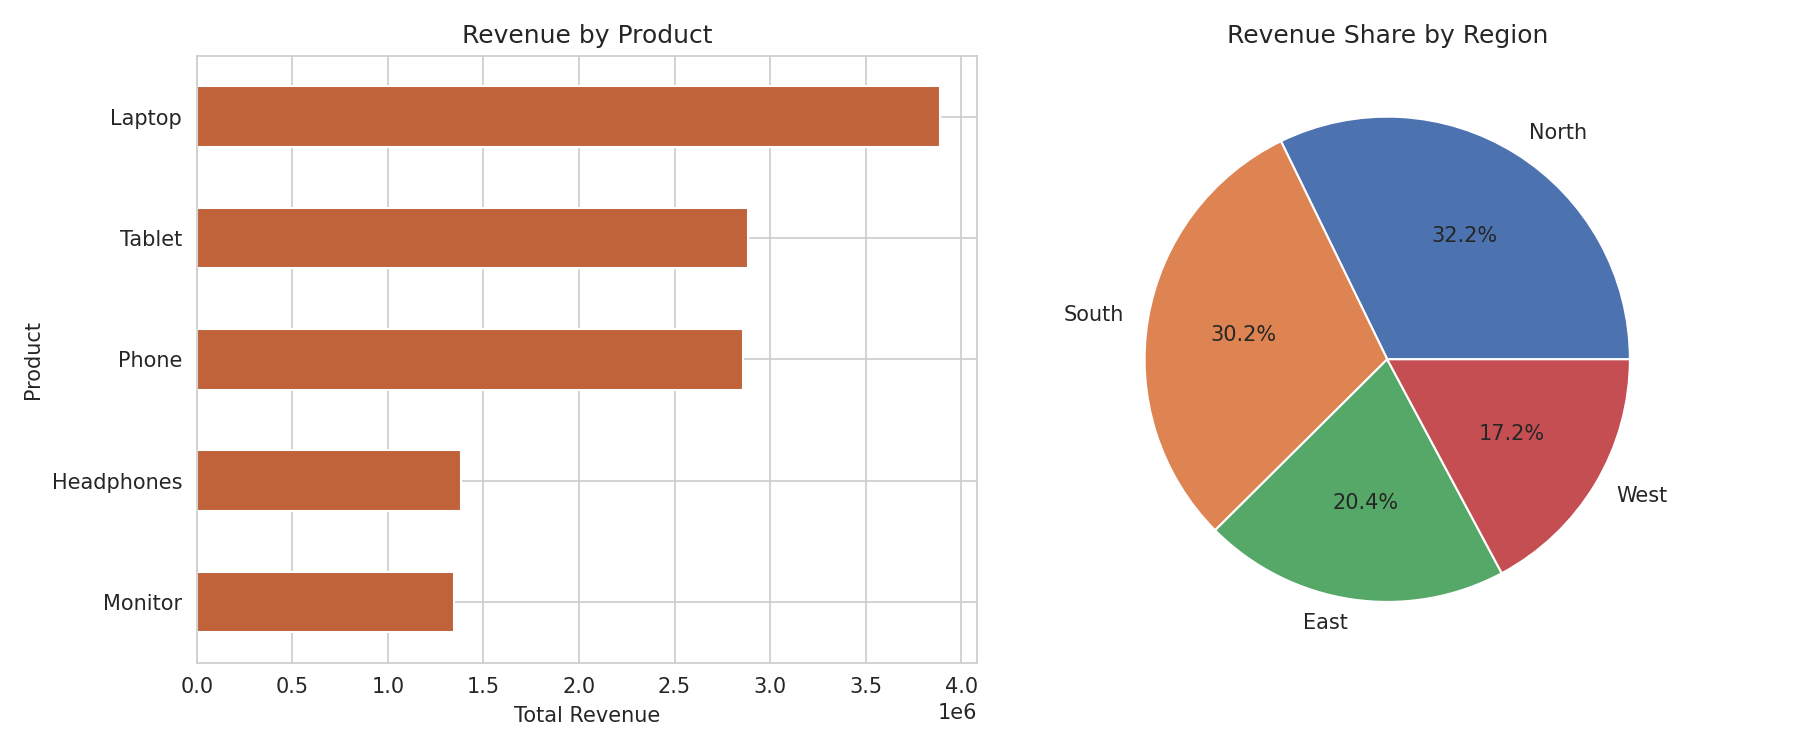 Revenue by Product
Product
Laptop
Tablet
Phone
Headphones
Monitor
0.0 0.5 1.0 1.5 2.0 2.5 3.0 3.5 4.0
1e6
Total Revenue
Revenue Share by Region
North
32.2%
South
30.2%
East
20.4%
West
17.2%